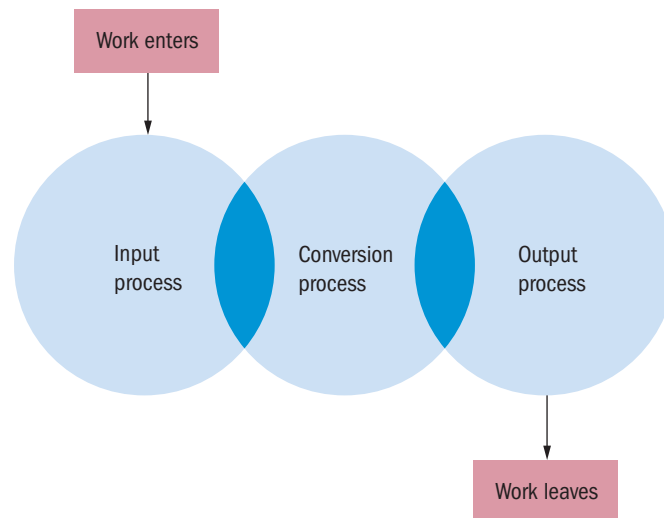 Work enters
Input
process
Conversion
process
Output
process
Work leaves